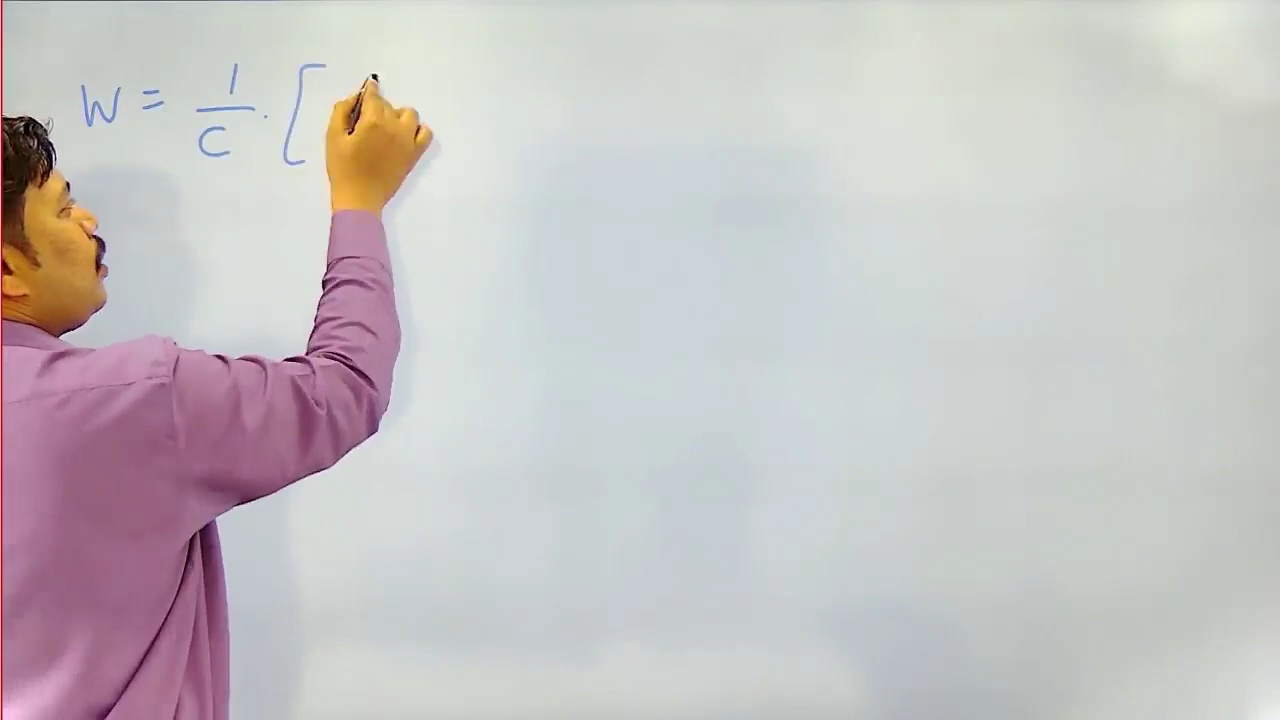 W = 1/C · [